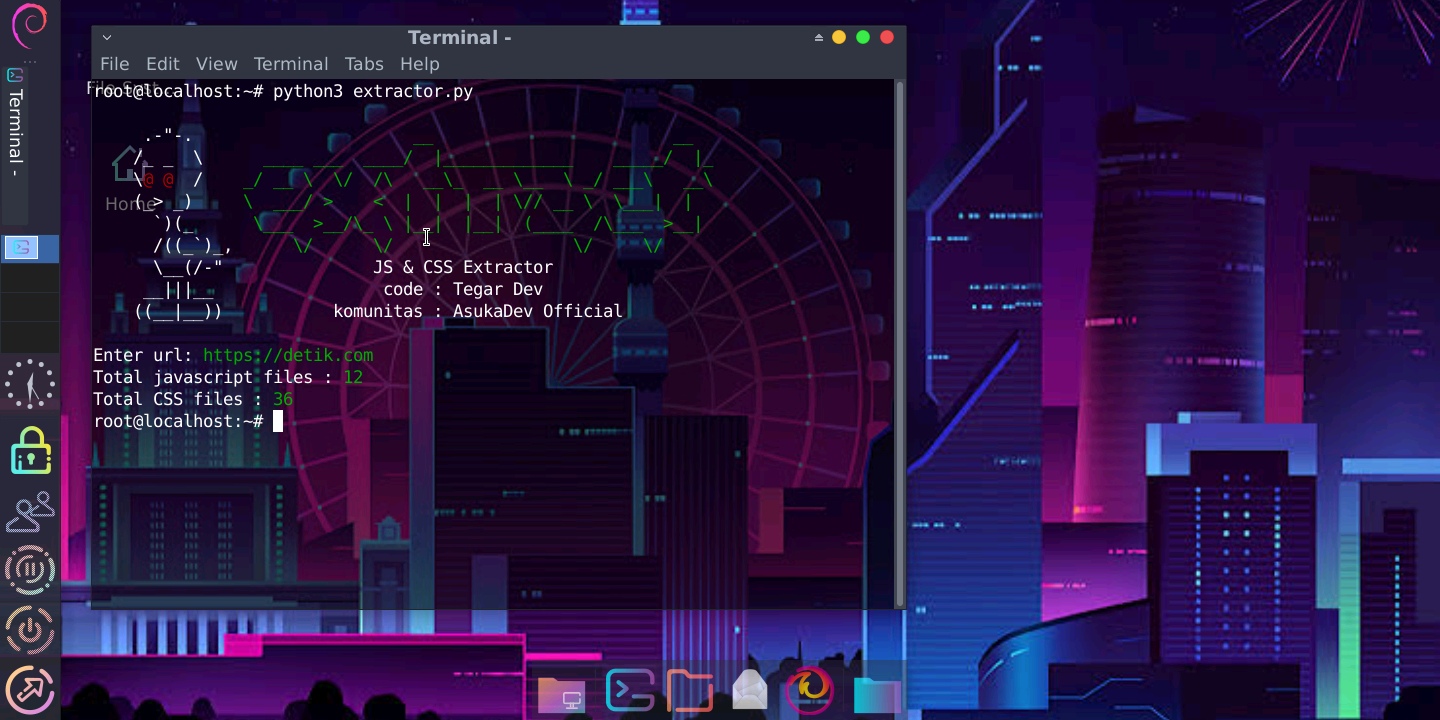 Terminal -
File Edit View Terminal Tabs Help
Terminal -
root@localhost:~# python3 extractor.py
Home
JS & CSS Extractor
code : Tegar Dev
komunitas : AsukaDev Official
Enter url: https://detik.com
Total javascript files : 12
Total CSS files : 36
root@localhost:~#